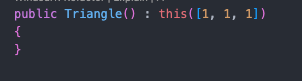 public Triangle() : this([1, 1, 1])
{
}